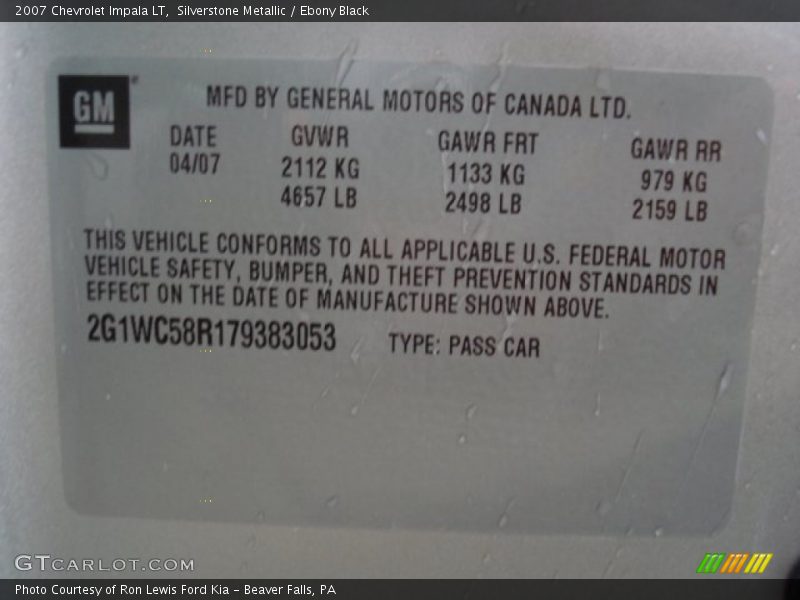 2007 Chevrolet Impala LT,  Silverstone Metallic / Ebony Black
GM
MFD BY GENERAL MOTORS OF CANADA LTD.
DATE GVWR GAWR FRT GAWR RR
04/07 2112 KG 1133 KG 979 KG
4657 LB 2498 LB 2159 LB
THIS VEHICLE CONFORMS TO ALL APPLICABLE U.S. FEDERAL MOTOR
VEHICLE SAFETY, BUMPER, AND THEFT PREVENTION STANDARDS IN
EFFECT ON THE DATE OF MANUFACTURE SHOWN ABOVE.
2G1WC58R179383053 TYPE: PASS CAR
GTCARLOT.COM
Photo Courtesy of Ron Lewis Ford Kia - Beaver Falls, PA